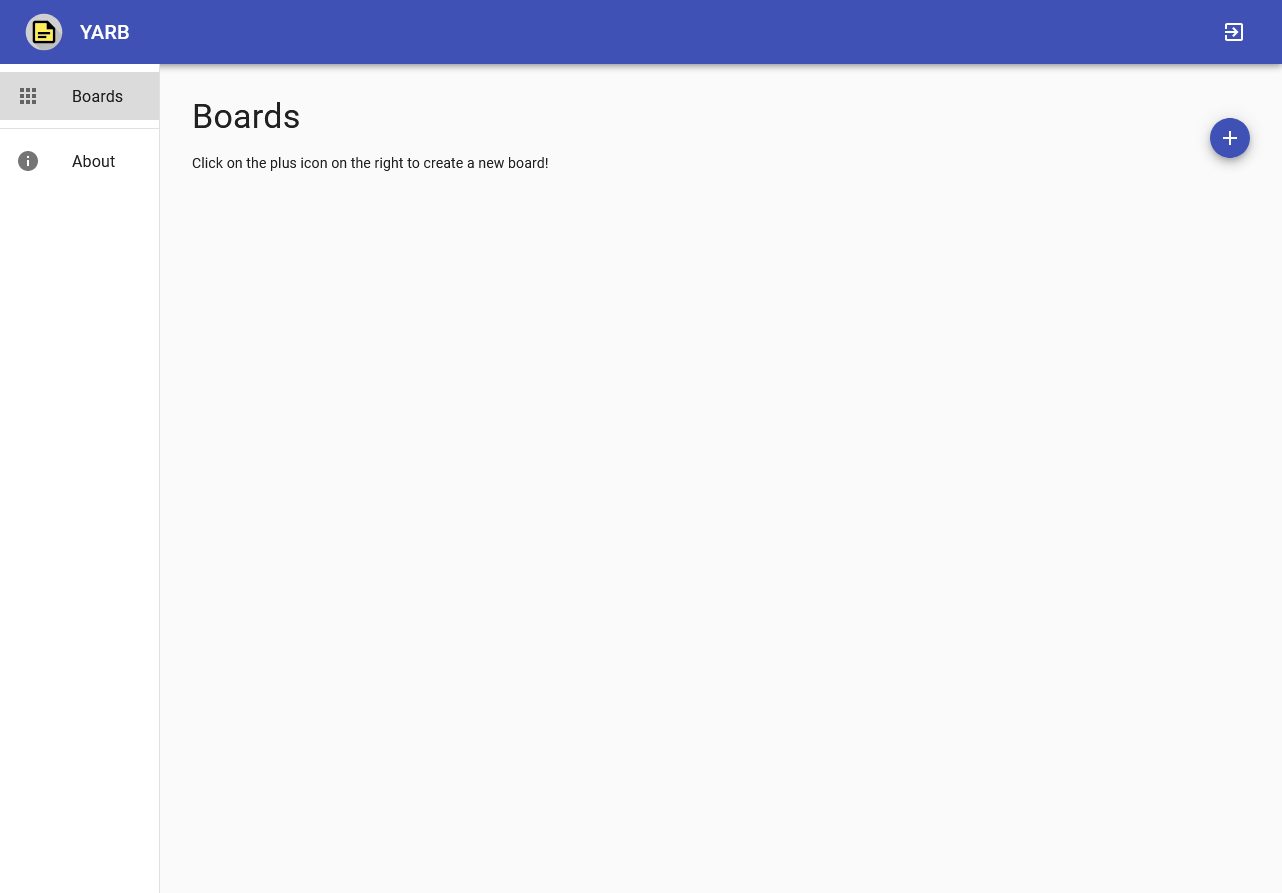 YARB
Boards
About
Boards
Click on the plus icon on the right to create a new board!